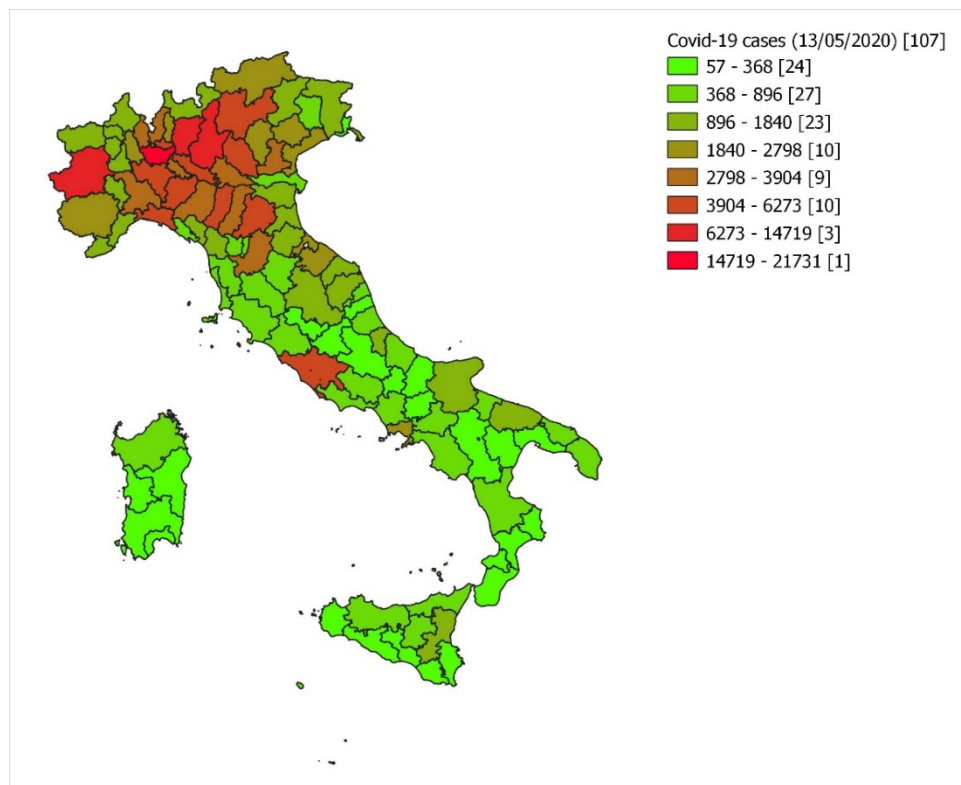 Covid-19 cases (13/05/2020) [107]
57 - 368 [24]
368 - 896 [27]
896 - 1840 [23]
1840 - 2798 [10]
2798 - 3904 [9]
3904 - 6273 [10]
6273 - 14719 [3]
14719 - 21731 [1]